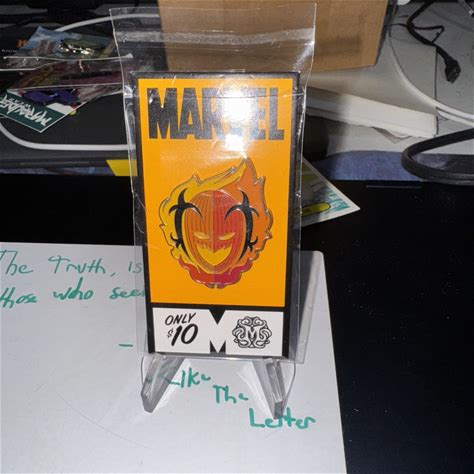 MARVEL
ONLY
$10
M
The Truth, is
those who see
- Like The
Letter